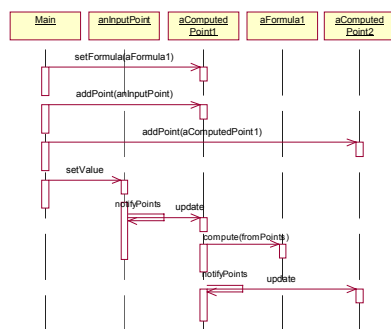 Main
anInputPoint
aComputed
Point1
aFormula1
aComputed
Point2
setFormula(aFormula1)
addPoint(anInputPoint)
addPoint(aComputedPoint1)
setValue
notifyPoints
update
compute(fromPoints)
notifyPoints
update